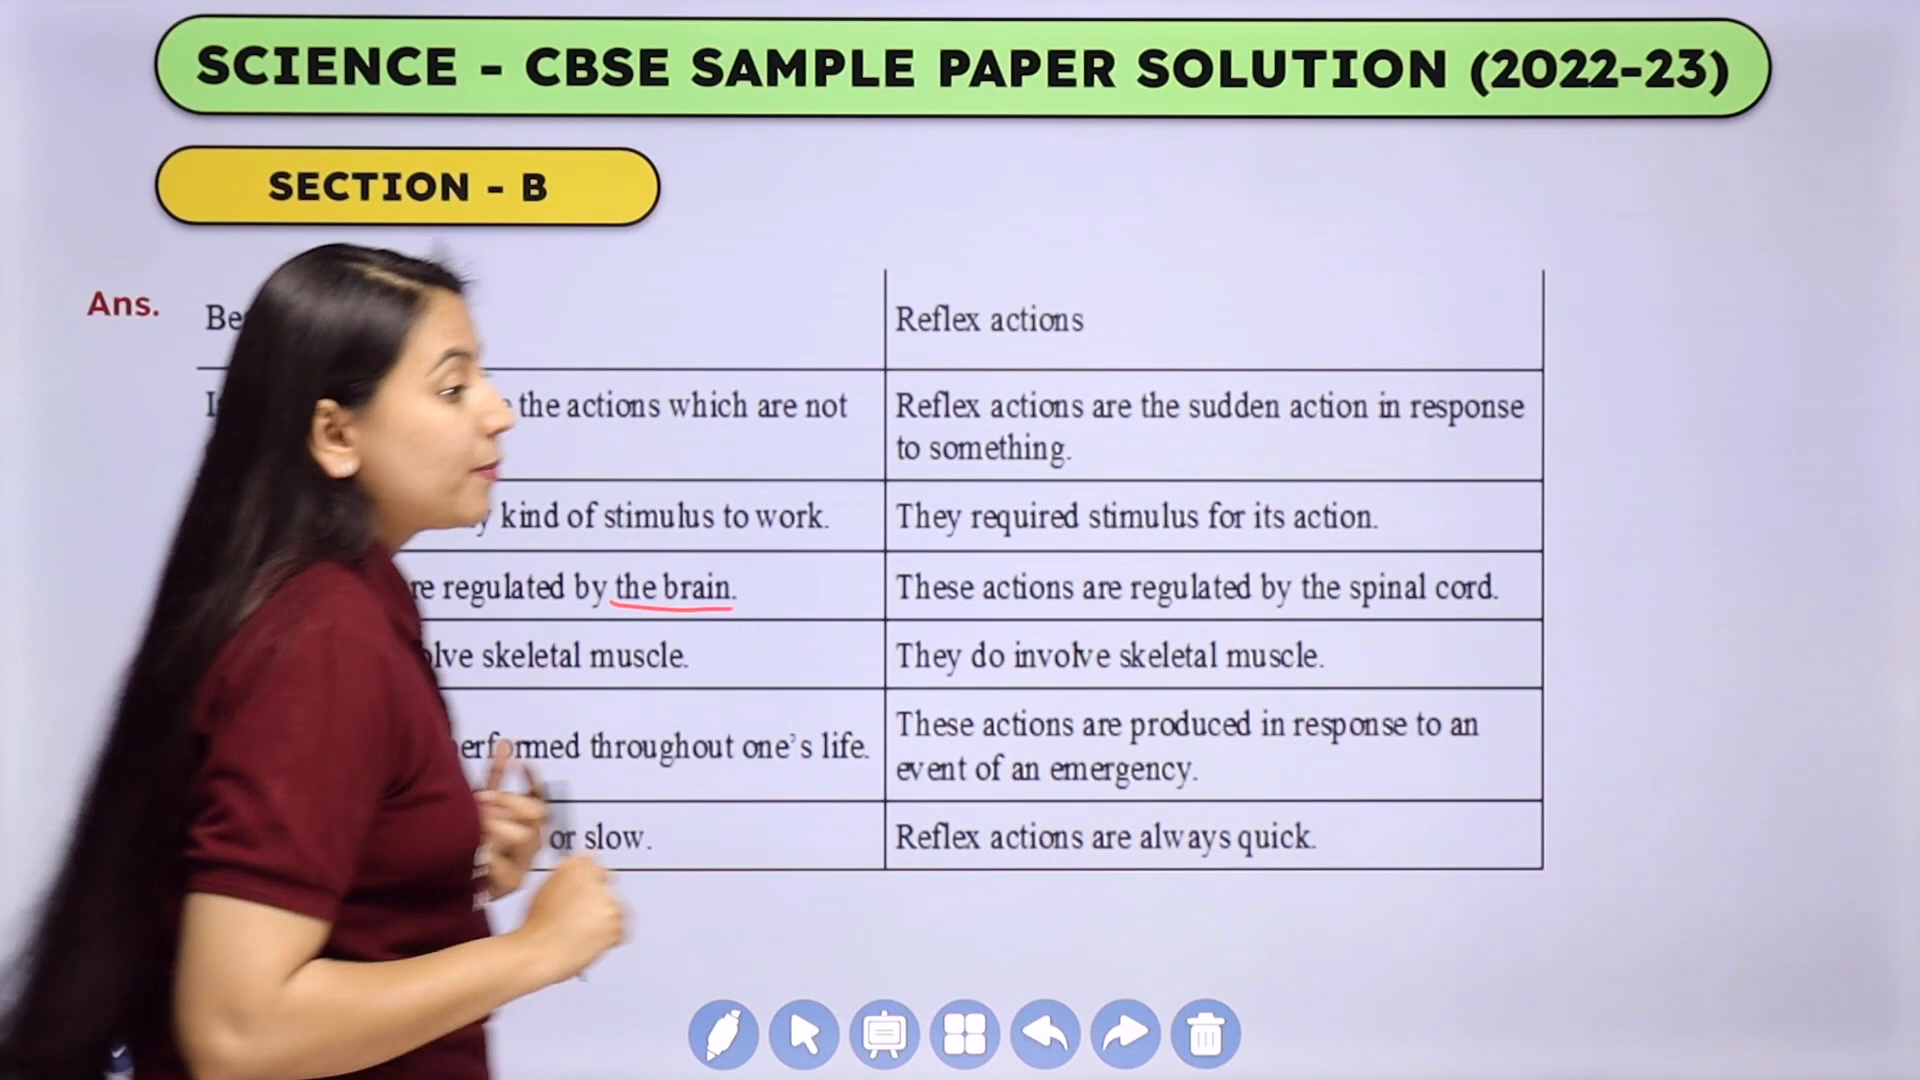 SCIENCE - CBSE SAMPLE PAPER SOLUTION (2022-23)
SECTION - B
Ans.
Reflex actions
the actions which are not
Reflex actions are the sudden action in response
to something.
kind of stimulus to work.
They required stimulus for its action.
regulated by the brain.
These actions are regulated by the spinal cord.
skeletal muscle.
They do involve skeletal muscle.
throughout one's life.
These actions are produced in response to an
event of an emergency.
or slow.
Reflex actions are always quick.